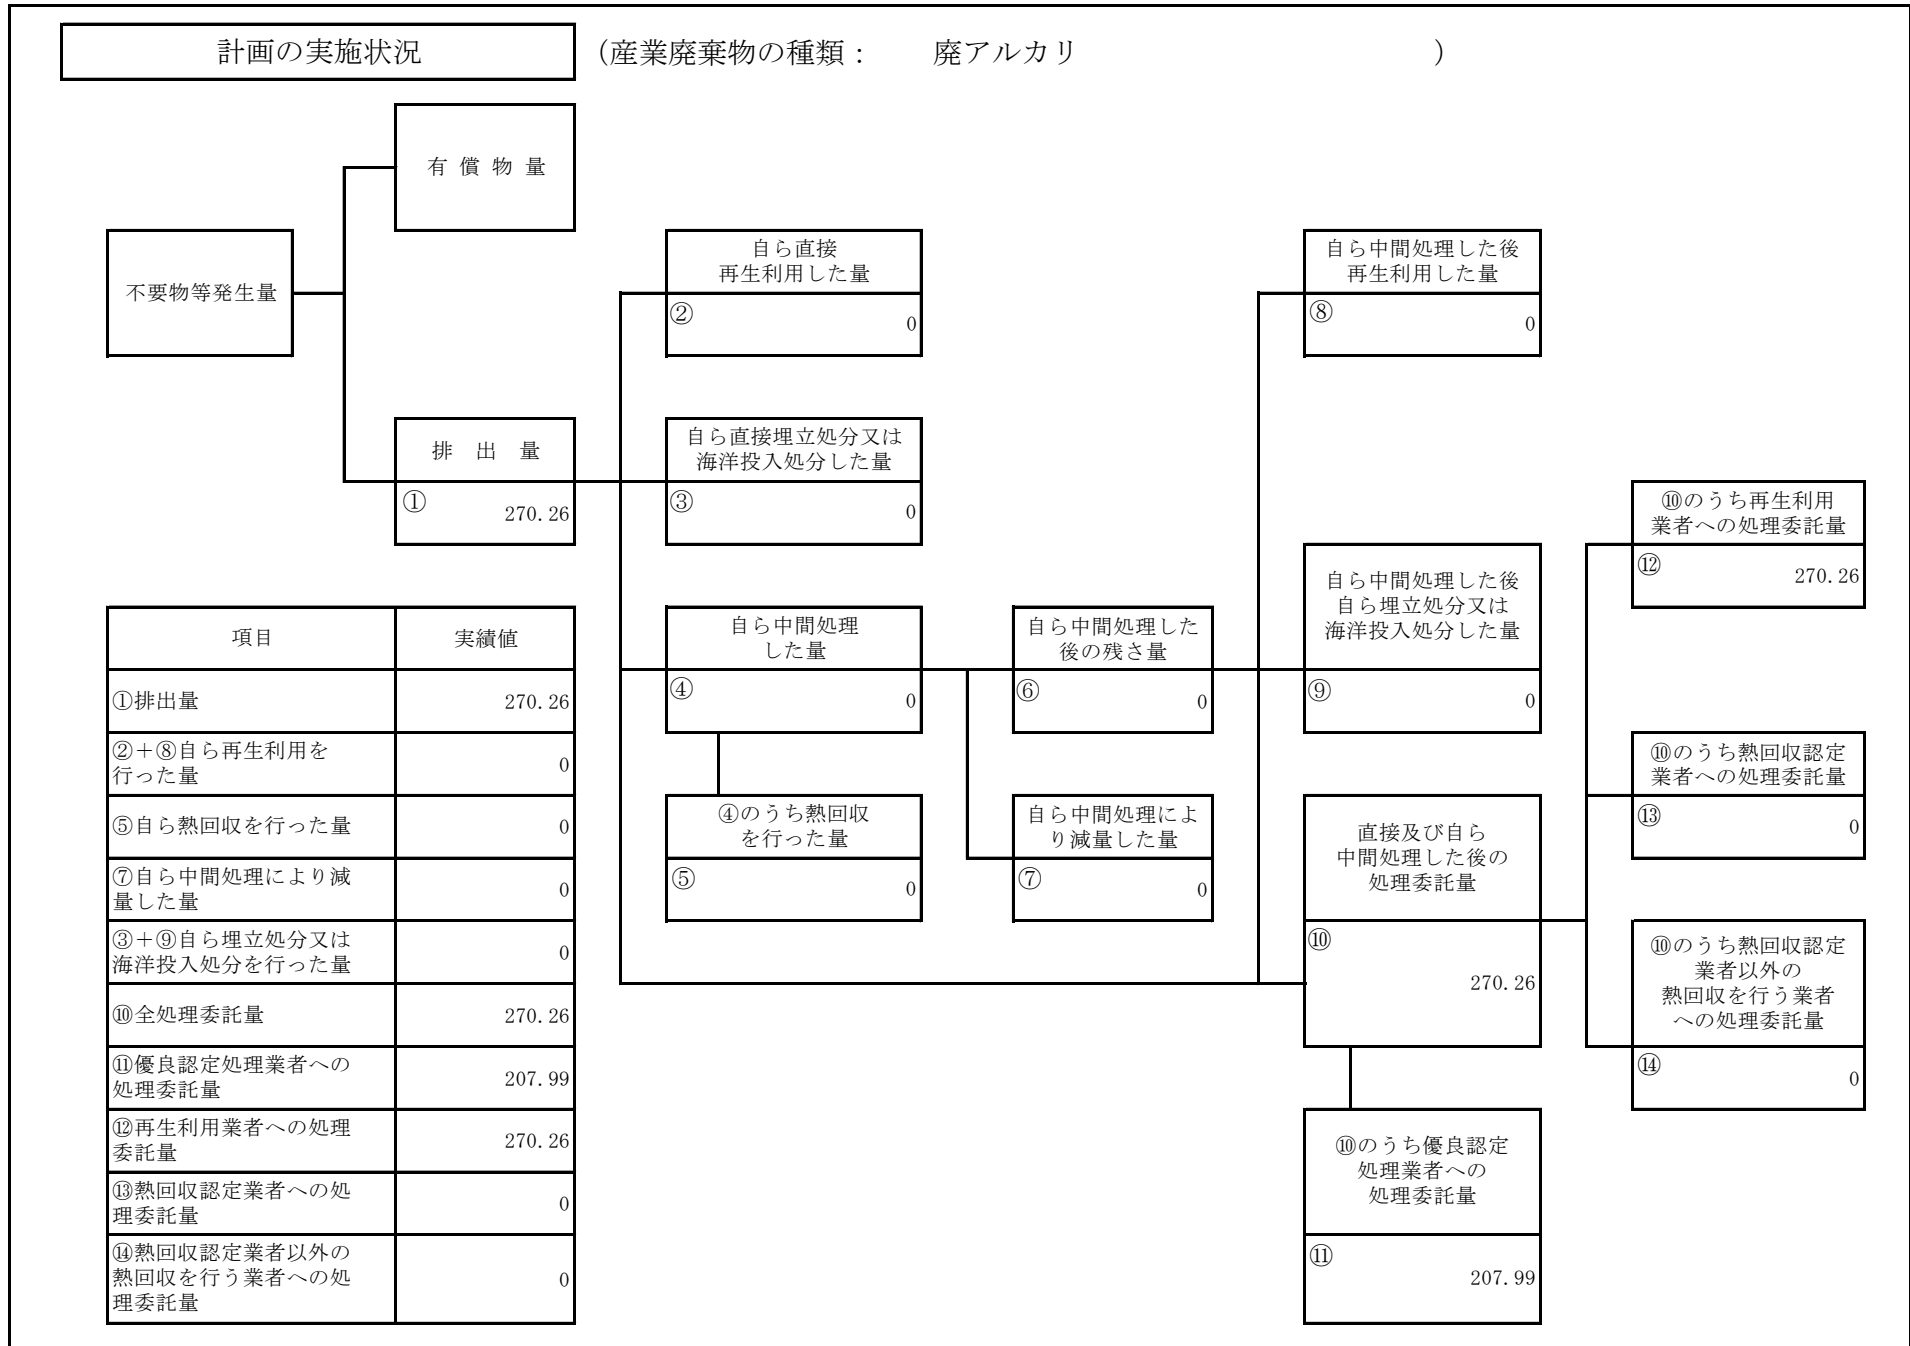 計画の実施状況
（産業廃棄物の種類： 廃アルカリ ）
有償物量
不要物等発生量
排出量
①
270.26
自ら直接
再生利用した量
②
0
自ら直接埋立処分又は
海洋投入処分した量
③
0
自ら中間処理
した量
④
0
④のうち熱回収
を行った量
⑤
0
自ら中間処理した
後の残さ量
⑥
0
自ら中間処理によ
り減量した量
⑦
0
自ら中間処理した後
再生利用した量
⑧
0
自ら中間処理した後
自ら埋立処分又は
海洋投入処分した量
⑨
0
直接及び自ら
中間処理した後の
処理委託量
⑩
270.26
⑩のうち優良認定
処理業者への
処理委託量
⑪
207.99
⑩のうち再生利用
業者への処理委託量
⑫
270.26
⑩のうち熱回収認定
業者への処理委託量
⑬
0
⑩のうち熱回収認定
業者以外の
熱回収を行う業者
への処理委託量
⑭
0
項目 実績値
①排出量 270.26
②＋⑧自ら再生利用を
行った量 0
⑤自ら熱回収を行った量 0
⑦自ら中間処理により減
量した量 0
③＋⑨自ら埋立処分又は
海洋投入処分を行った量 0
⑩全処理委託量 270.26
⑪優良認定処理業者への
処理委託量 207.99
⑫再生利用業者への処理
委託量 270.26
⑬熱回収認定業者への処
理委託量 0
⑭熱回収認定業者以外の
熱回収を行う業者への処
理委託量 0